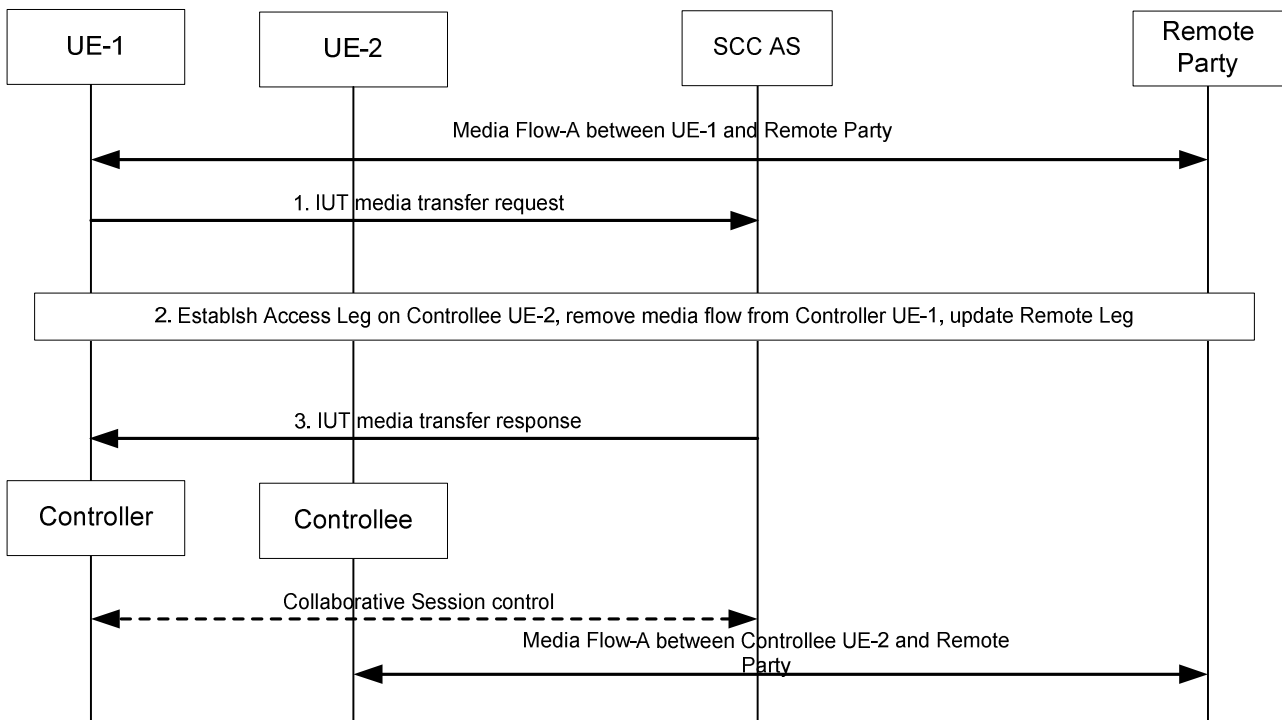 UE-1
UE-2
SCC AS
Remote
Party
Media Flow-A between UE-1 and Remote Party
1. IUT media transfer request
2. Establsh Access Leg on Controllee UE-2, remove media flow from Controller UE-1, update Remote Leg
3. IUT media transfer response
Controller
Controllee
Collaborative Session control
Media Flow-A between Controllee UE-2 and Remote
Party